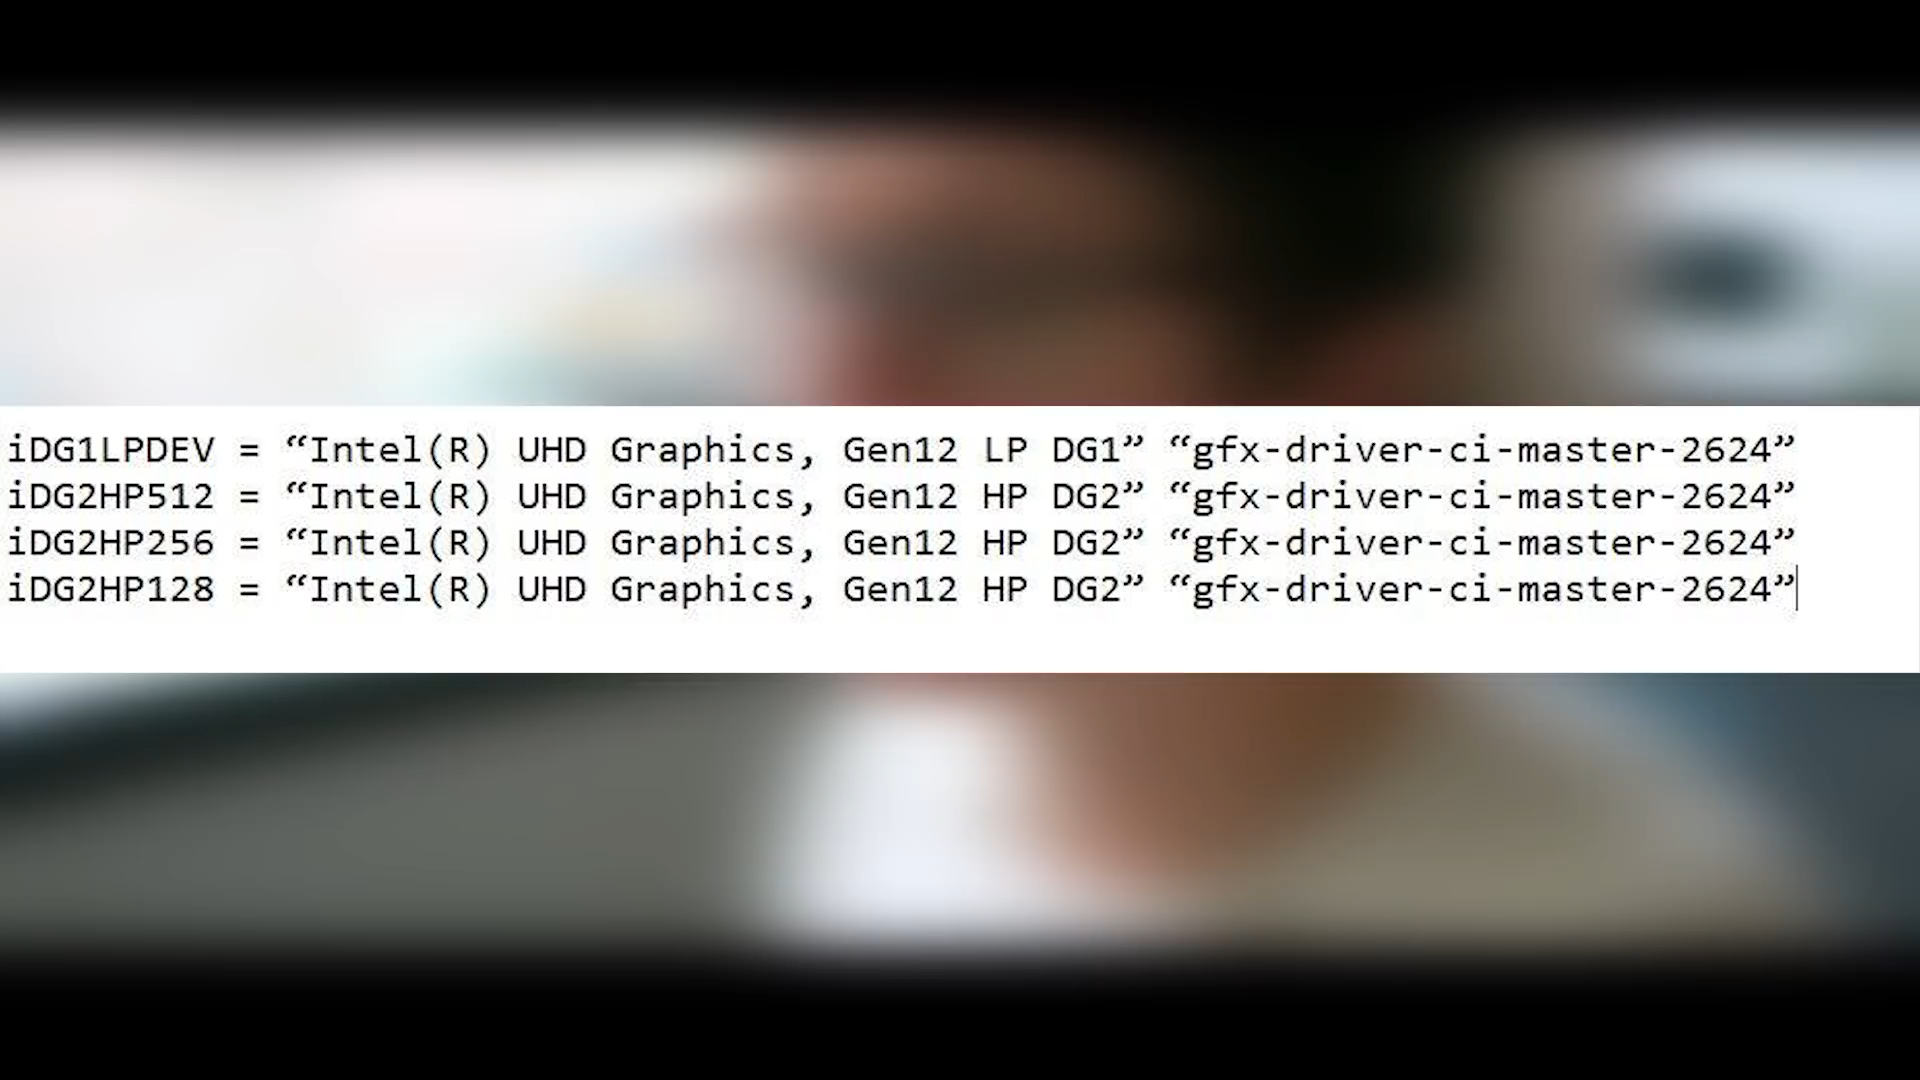 iDG1LPDEV = “Intel(R) UHD Graphics, Gen12 LP DG1” “gfx-driver-ci-master-2624”
iDG2HP512 = “Intel(R) UHD Graphics, Gen12 HP DG2” “gfx-driver-ci-master-2624”
iDG2HP256 = “Intel(R) UHD Graphics, Gen12 HP DG2” “gfx-driver-ci-master-2624”
iDG2HP128 = “Intel(R) UHD Graphics, Gen12 HP DG2” “gfx-driver-ci-master-2624”